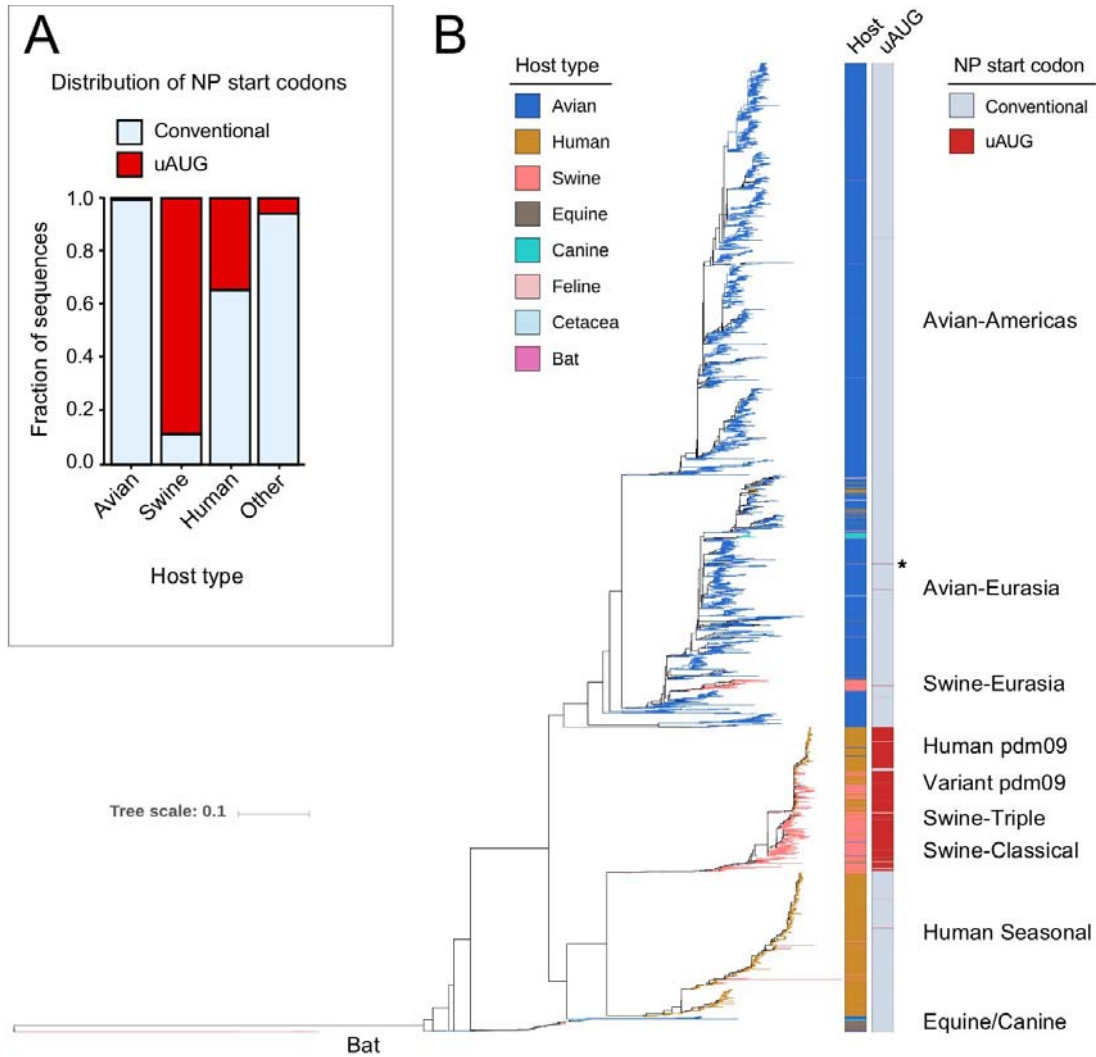 A
Distribution of NP start codons
Conventional
uAUG
Fraction of sequences
1.0
0.8
0.6
0.4
0.2
0.0
Avian
Swine
Human
Other
Host type
B
Host type
Avian
Human
Swine
Equine
Canine
Feline
Cetacea
Bat
Host
uAUG
NP start codon
Conventional
uAUG
Avian-Americas
*
Avian-Eurasia
Swine-Eurasia
Human pdm09
Variant pdm09
Swine-Triple
Swine-Classical
Human Seasonal
Equine/Canine
Tree scale: 0.1
Bat